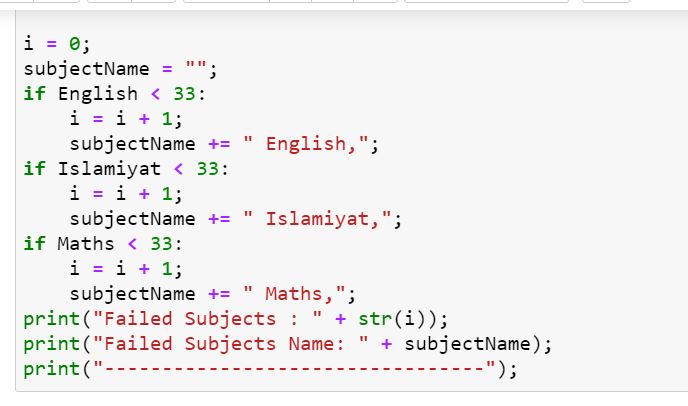 i = 0;
subjectName = "";
if English < 33:
    i = i + 1;
    subjectName += " English,";
if Islamiyat < 33:
    i = i + 1;
    subjectName += " Islamiyat,";
if Maths < 33:
    i = i + 1;
    subjectName += " Maths,";
print("Failed Subjects : " + str(i));
print("Failed Subjects Name: " + subjectName);
print("---------------------------------");